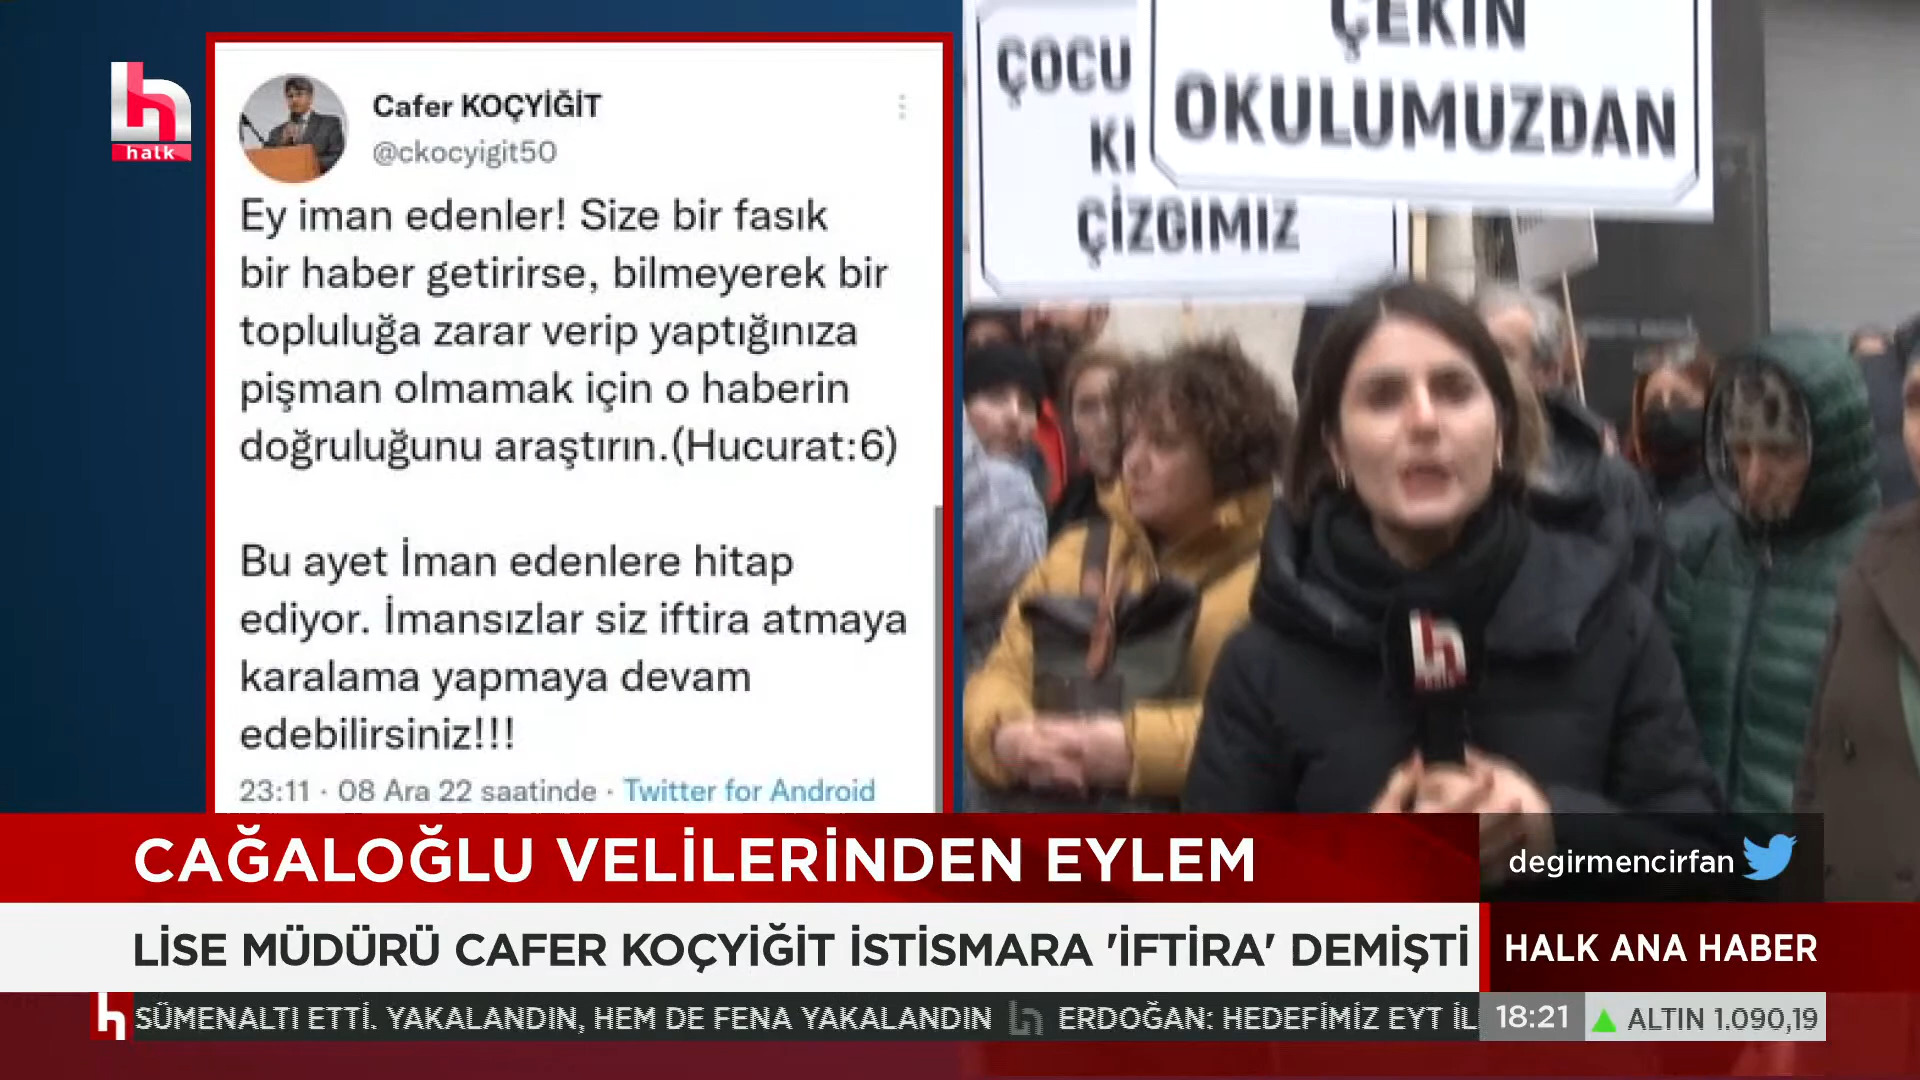 halk
Cafer KOÇYİĞİT
@ckocyigit50
Ey iman edenler! Size bir fasık
bir haber getirirse, bilmeyerek bir
topluluğa zarar verip yaptığınıza
pişman olmamak için o haberin
doğruluğunu araştırın.(Hucurat:6)
Bu ayet İman edenlere hitap
ediyor. İmansızlar siz iftira atmaya
karalama yapmaya devam
edebilirsiniz!!!
23:11 · 08 Ara 22 saatinde · Twitter for Android
ÇOCU
KI
ÇİZGİMİZ
ÇEKİN
OKULUMUZDAN
CAĞALOĞLU VELİLERİNDEN EYLEM
degirmencirfan
LİSE MÜDÜRÜ CAFER KOÇYİĞİT İSTİSMARA 'İFTİRA' DEMİŞTİ
HALK ANA HABER
SÜMENALTI ETTİ. YAKALANDIN, HEM DE FENA YAKALANDIN ERDOĞAN: HEDEFİMİZ EYT İL
18:21
ALTIN 1.090,19